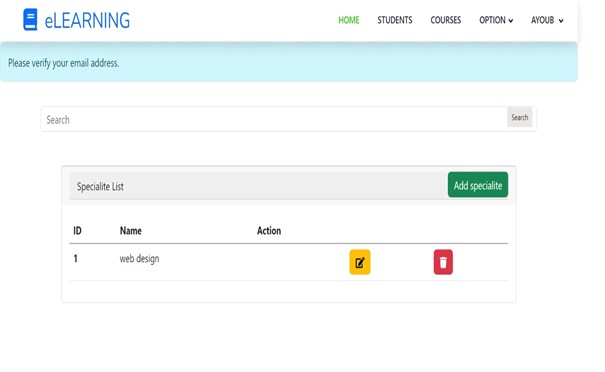 eLEARNING
HOME STUDENTS COURSES OPTION AYOUB
Please verify your email address.
Search Search
Specialite List Add specialite
ID Name Action
1 web design